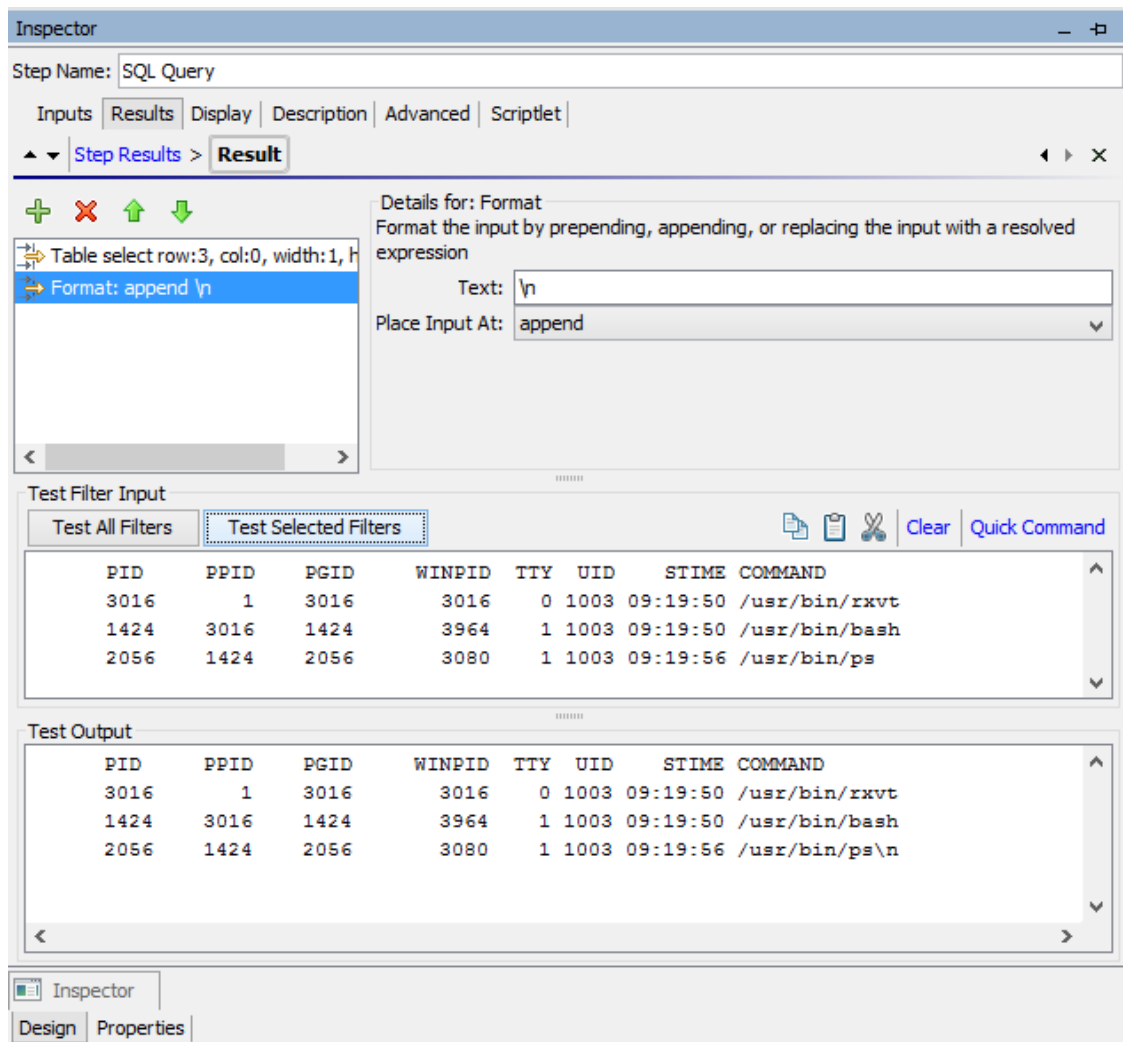 Inspector
Step Name: SQL Query
Inputs Results Display Description Advanced Scriptlet
Step Results > Result
Details for: Format
Format the input by prepending, appending, or replacing the input with a resolved
expression
Table select row:3, col:0, width:1, h
Format: append \n
Text: \n
Place Input At: append
Test Filter Input
Test All Filters Test Selected Filters Clear Quick Command
PID PPID PGID WINPID TTY UID STIME COMMAND
3016 1 3016 3016 0 1003 09:19:50 /usr/bin/rxvt
1424 3016 1424 3964 1 1003 09:19:50 /usr/bin/bash
2056 1424 2056 3080 1 1003 09:19:56 /usr/bin/ps
Test Output
PID PPID PGID WINPID TTY UID STIME COMMAND
3016 1 3016 3016 0 1003 09:19:50 /usr/bin/rxvt
1424 3016 1424 3964 1 1003 09:19:50 /usr/bin/bash
2056 1424 2056 3080 1 1003 09:19:56 /usr/bin/ps\n
Inspector
Design Properties